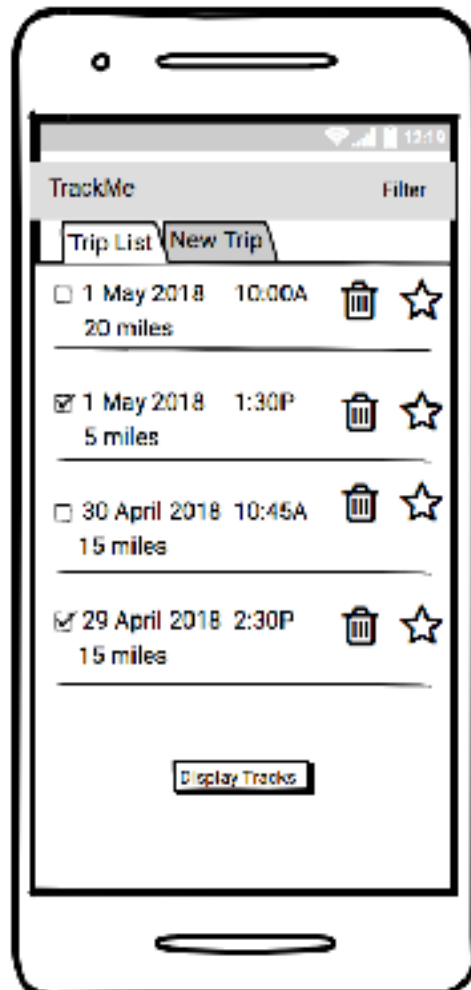 12:19
TrackMe Filter
Trip List New Trip
1 May 2018 10:00A
20 miles
1 May 2018 1:30P
5 miles
30 April 2018 10:45A
15 miles
29 April 2018 2:30P
15 miles
Display Tracks